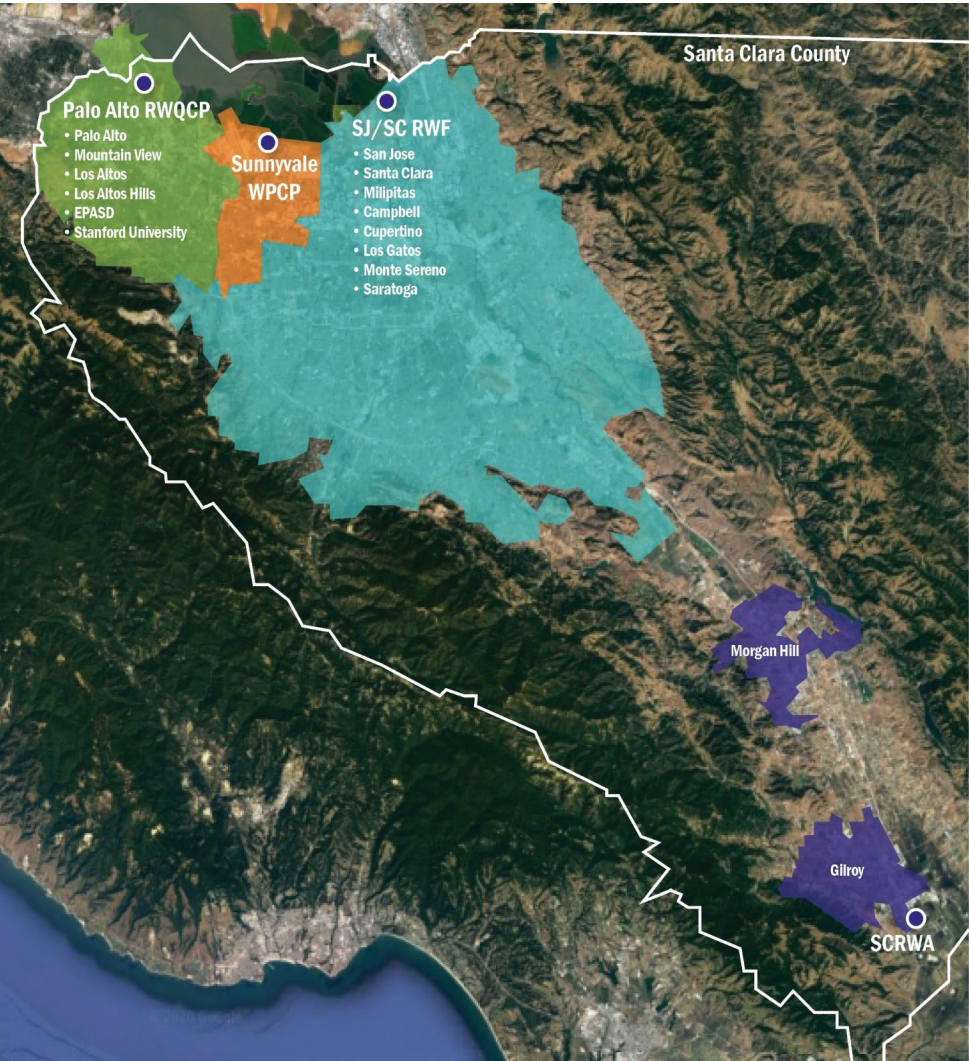 Santa Clara County
Palo Alto RWQCP
• Palo Alto
• Mountain View
• Los Altos
• Los Altos Hills
• EPASD
• Stanford University
Sunnyvale
WPCP
SJ/SC RWF
• San Jose
• Santa Clara
• Milpitas
• Campbell
• Cupertino
• Los Gatos
• Monte Sereno
• Saratoga
Morgan Hill
Gilroy
SCRWA